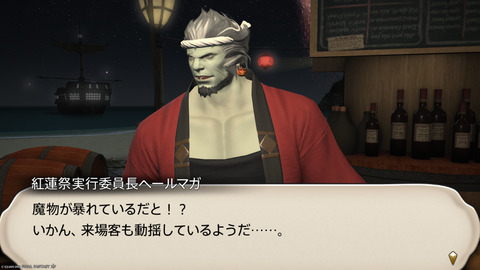 紅蓮祭実行委員長ヘールマガ
魔物が暴れているだと！？
いかん、来場客も動揺しているようだ……。